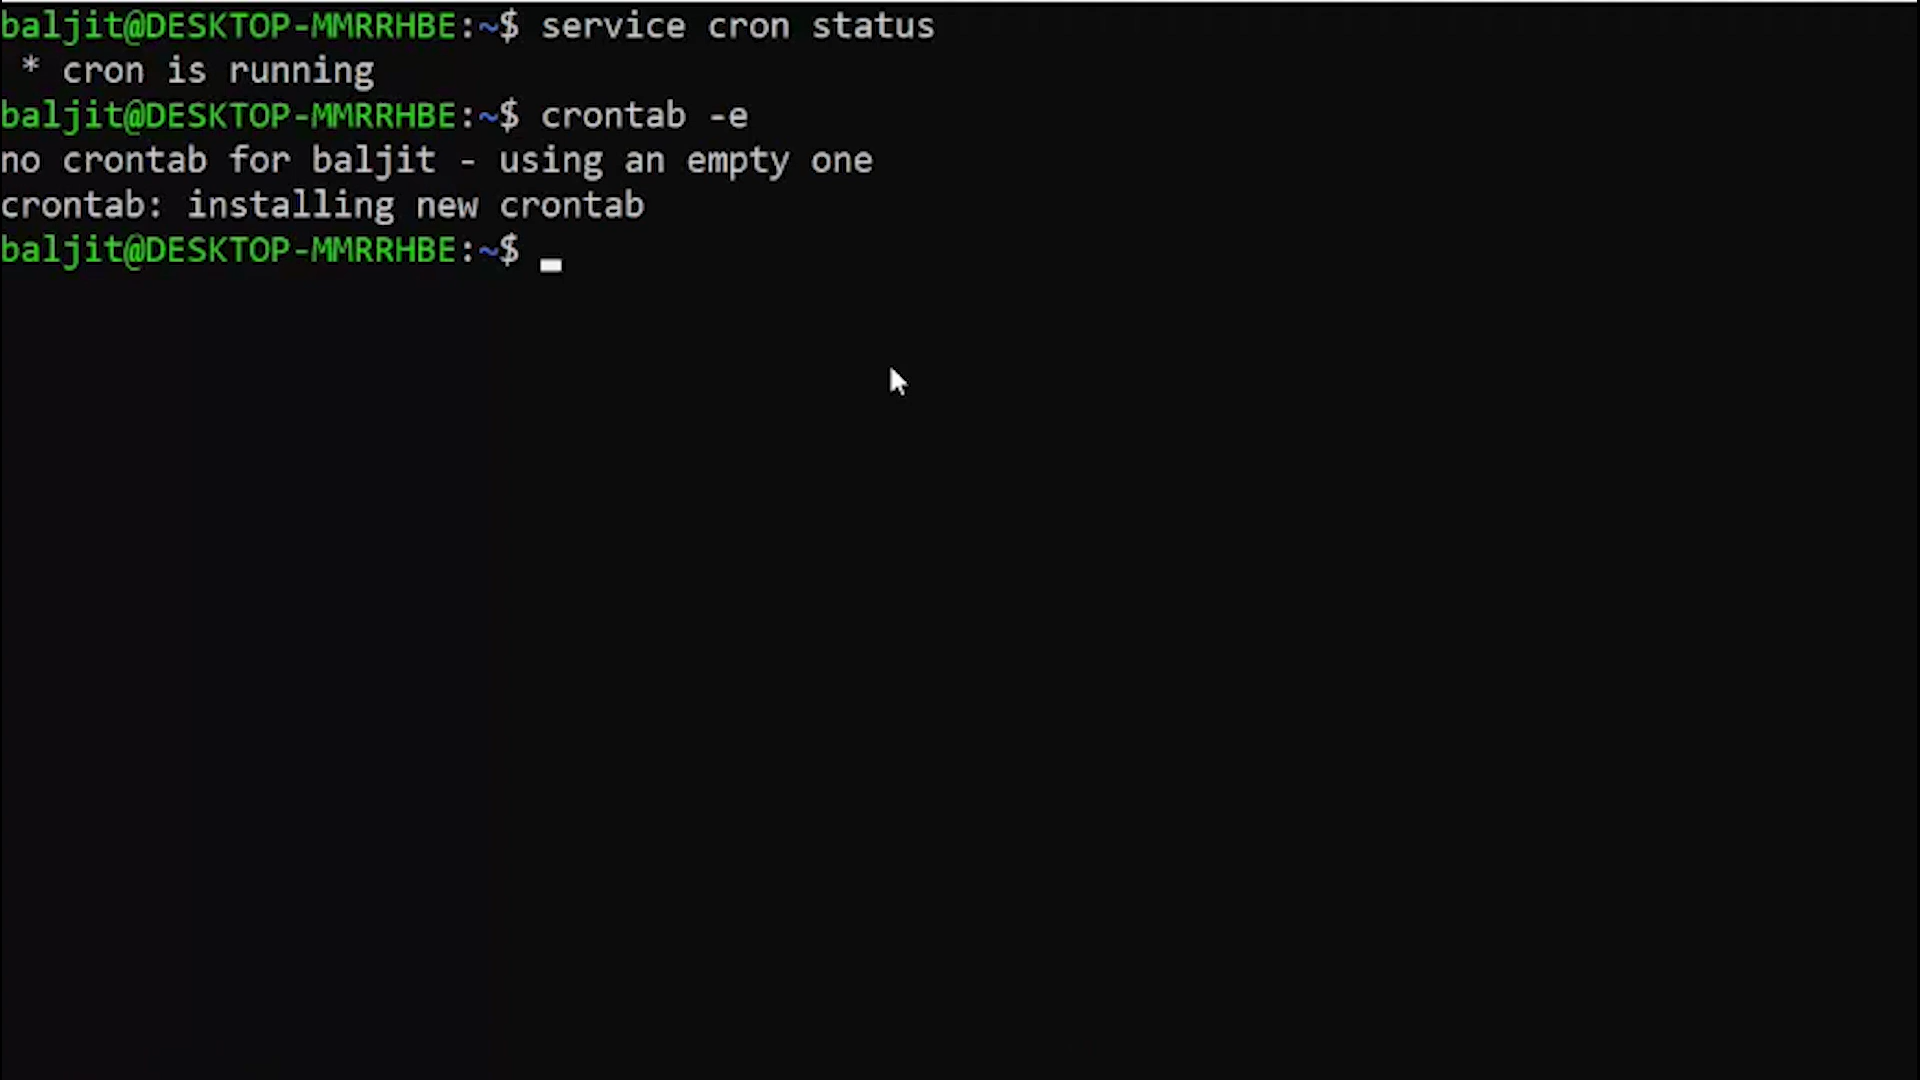 baljit@DESKTOP-MMRRHBE:~$ service cron status
 * cron is running
baljit@DESKTOP-MMRRHBE:~$ crontab -e
no crontab for baljit - using an empty one
crontab: installing new crontab
baljit@DESKTOP-MMRRHBE:~$